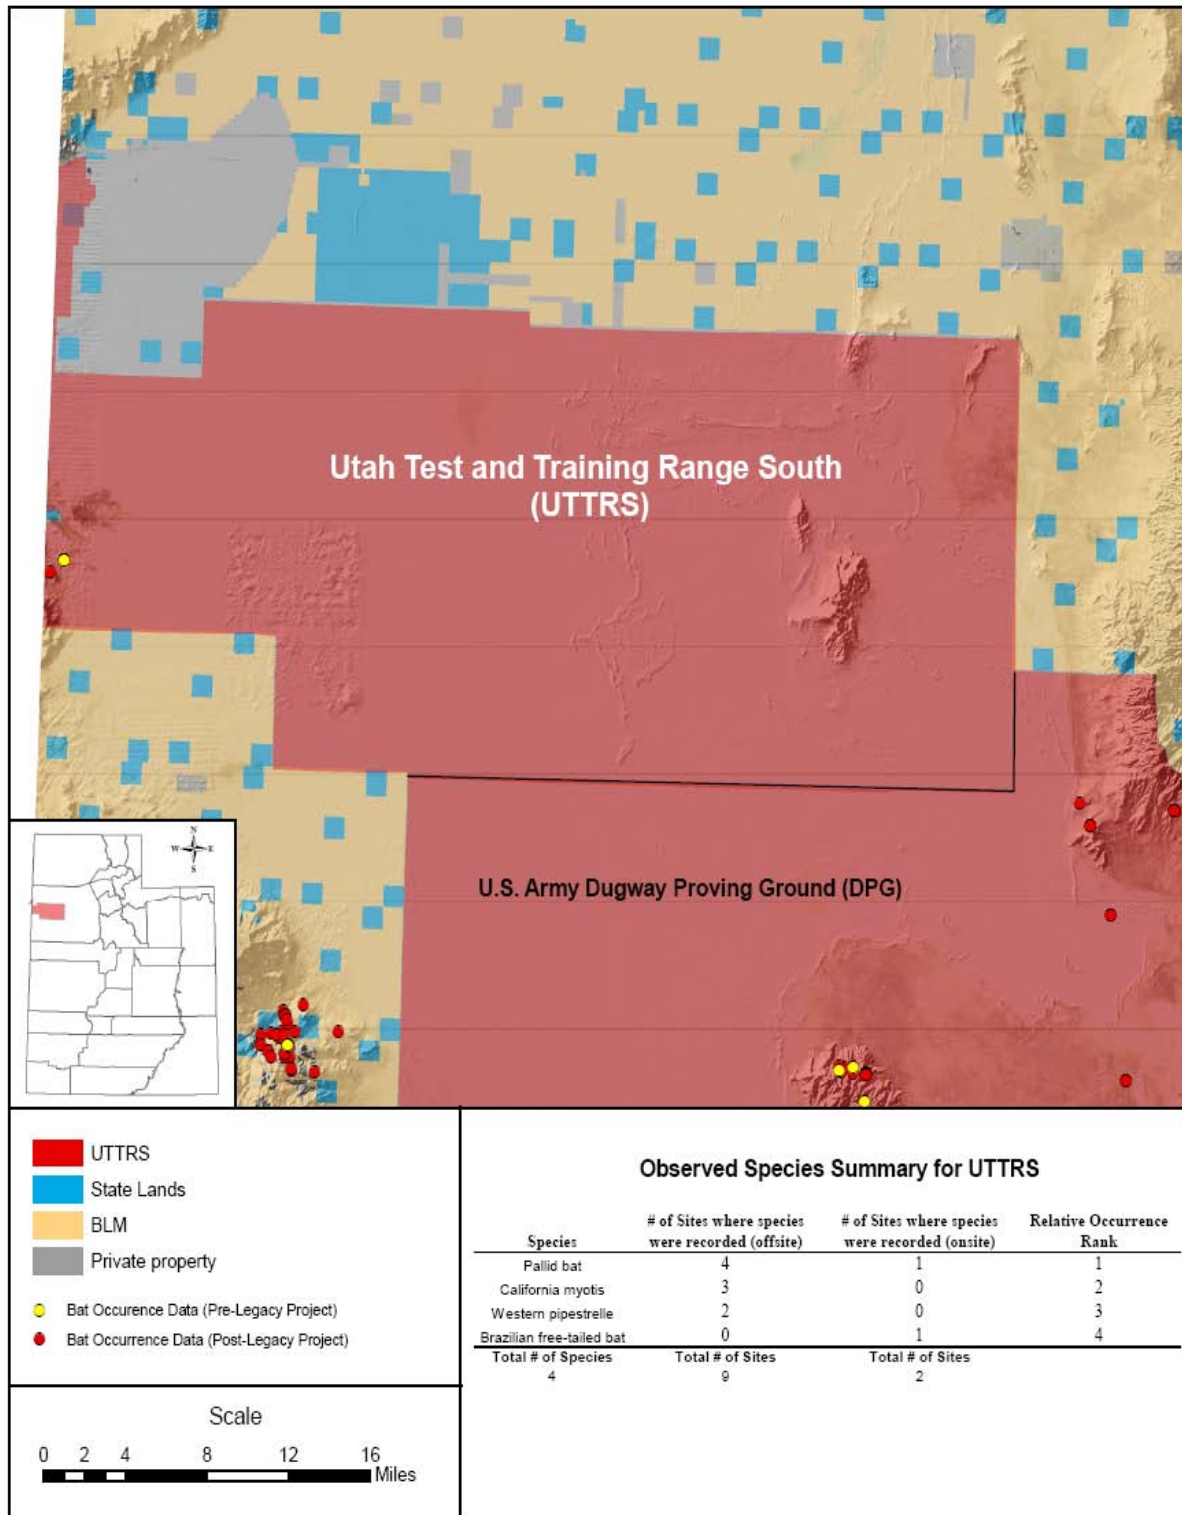 Utah Test and Training Range South
(UTTRS)
U.S. Army Dugway Proving Ground (DPG)
N
W E
S
UTTRS
State Lands
BLM
Private property
Bat Occurence Data (Pre-Legacy Project)
Bat Occurrence Data (Post-Legacy Project)
Scale
0 2 4 8 12 16
Miles
Observed Species Summary for UTTRS
# of Sites where species # of Sites where species Relative Occurrence
Species were recorded (offsite) were recorded (onsite) Rank
Pallid bat 4 1 1
California myotis 3 0 2
Western pipestrelle 2 0 3
Brazilian free-tailed bat 0 1 4
Total # of Species Total # of Sites Total # of Sites
4 9 2